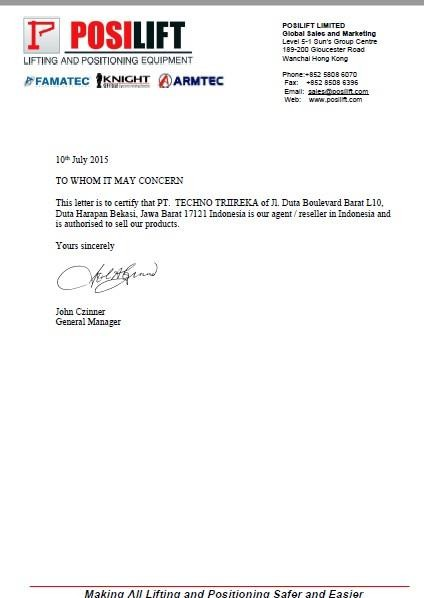 POSILIFT
LIFTING AND POSITIONING EQUIPMENT
FAMATEC KNIGHT ARMTEC
POSILIFT LIMITED
Global Sales and Marketing
Level 5-1 Sun's Group Centre
189-200 Gloucester Road
Wanchai Hong Kong
Phone:+852 5808 6070
Fax: +852 8508 6396
Email: sales@posilift.com
Web: www.posilift.com
10th July 2015
TO WHOM IT MAY CONCERN
This letter is to certify that PT. TECHNO TRIIREKA of Jl. Duta Boulevard Barat L10,
Duta Harapan Bekasi, Jawa Barat 17121 Indonesia is our agent / reseller in Indonesia and
is authorised to sell our products.
Yours sincerely
John Czinner
General Manager
Making All Lifting and Positioning Safer and Easier